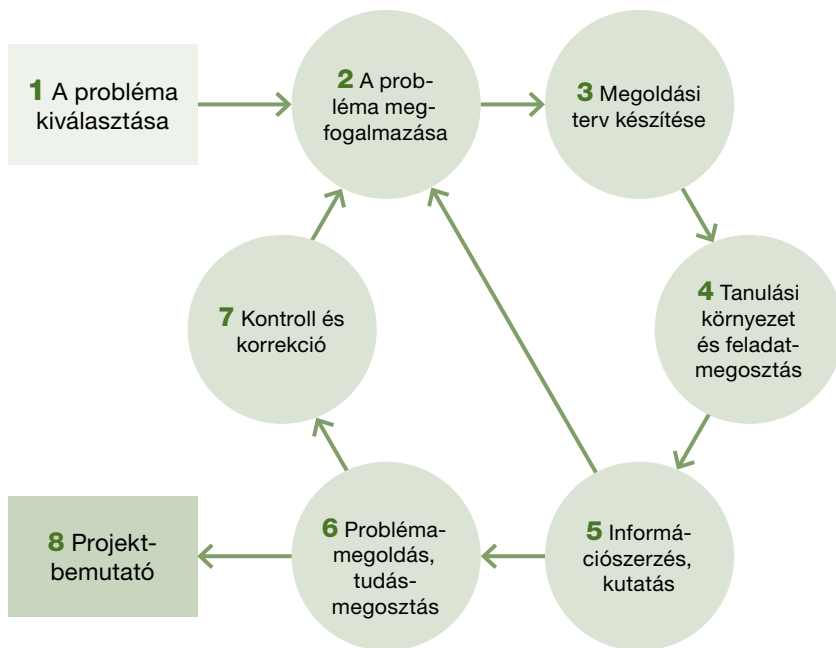 1 A probléma
kiválasztása
2 A prob-
léma meg-
fogalmazása
3 Megoldási
terv készítése
4 Tanulási
környezet
és feladat-
megosztás
5 Informá-
ciószerzés,
kutatás
6 Probléma-
megoldás,
tudás-
megosztás
7 Kontroll és
korrekció
8 Projekt-
bemutató